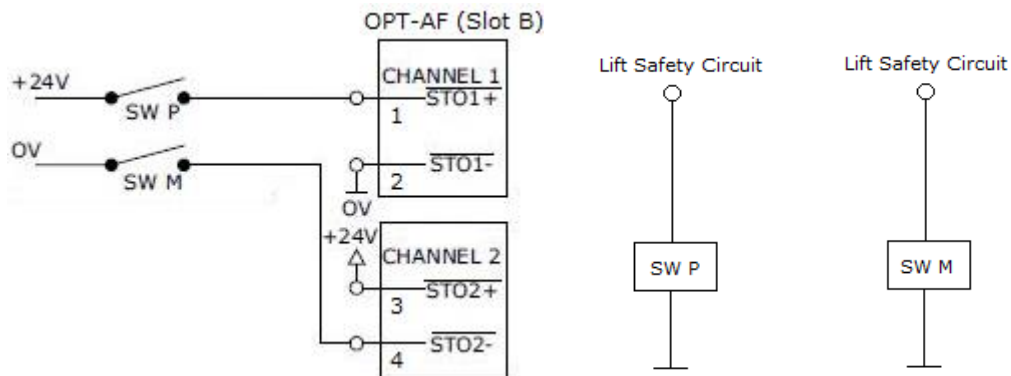 OPT-AF (Slot B)
+24V
SW P
CHANNEL 1
STO1+
1
0V
SW M
STO1-
2
0V
+24V
CHANNEL 2
STO2+
3
STO2-
4
Lift Safety Circuit
SW P
Lift Safety Circuit
SW M